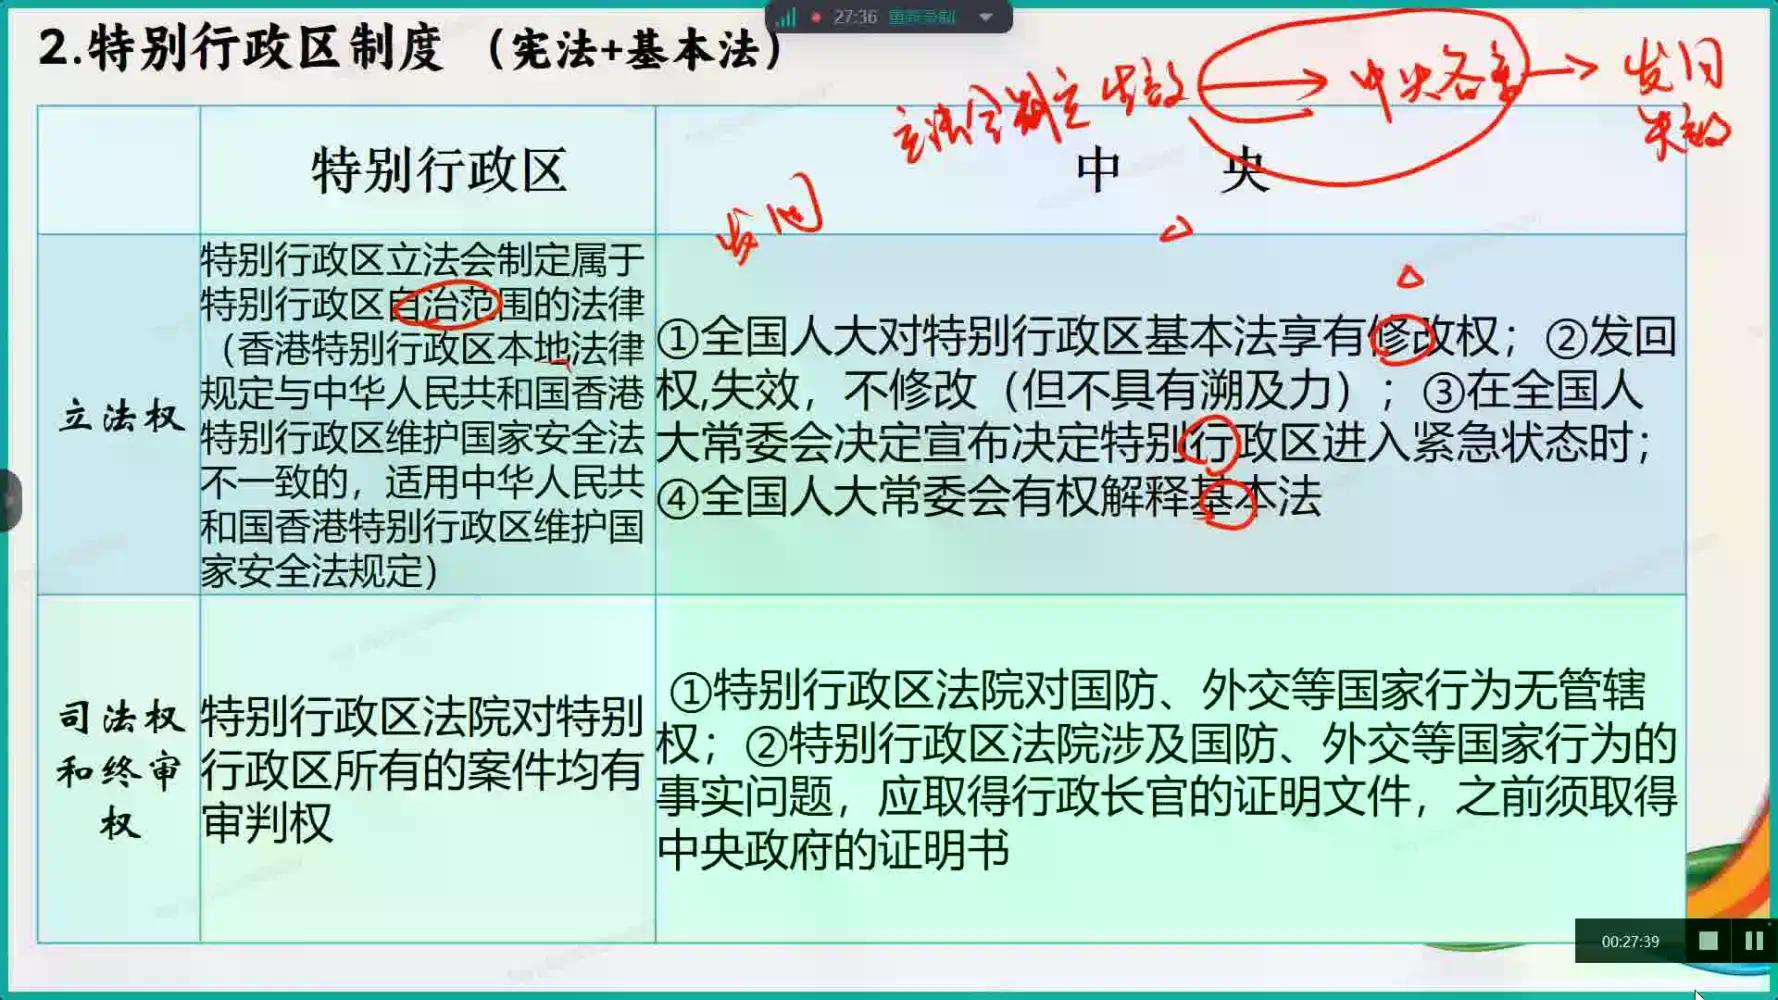 27:36 重新录制
2.特别行政区制度 （宪法+基本法）
立法会制定 生效 → 中央备案 → 发回
失效
发回
特别行政区
中 央
立法权
特别行政区立法会制定属于
特别行政区自治范围的法律
（香港特别行政区本地法律
规定与中华人民共和国香港
特别行政区维护国家安全法
不一致的，适用中华人民共
和国香港特别行政区维护国
家安全法规定）
①全国人大对特别行政区基本法享有修改权；②发回
权,失效，不修改（但不具有溯及力）；③在全国人
大常委会决定宣布决定特别行政区进入紧急状态时；
④全国人大常委会有权解释基本法
司法权
和终审
权
特别行政区法院对特别
行政区所有的案件均有
审判权
①特别行政区法院对国防、外交等国家行为无管辖
权；②特别行政区法院涉及国防、外交等国家行为的
事实问题，应取得行政长官的证明文件，之前须取得
中央政府的证明书
00:27:39